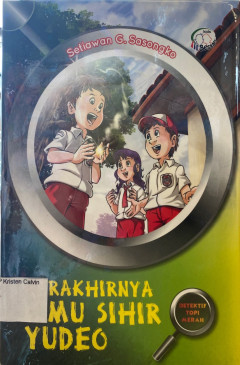 Setiawan G. Sasongko
Kristen Calvin
RAKHIRNYA
MU SIHIR
YUDEO
DETEKTIF
TOPI
MERAH